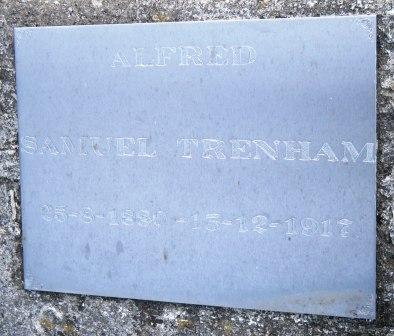 ALFRED
SAMUEL TRENHAM
25-8-1880 - 15-12-1917